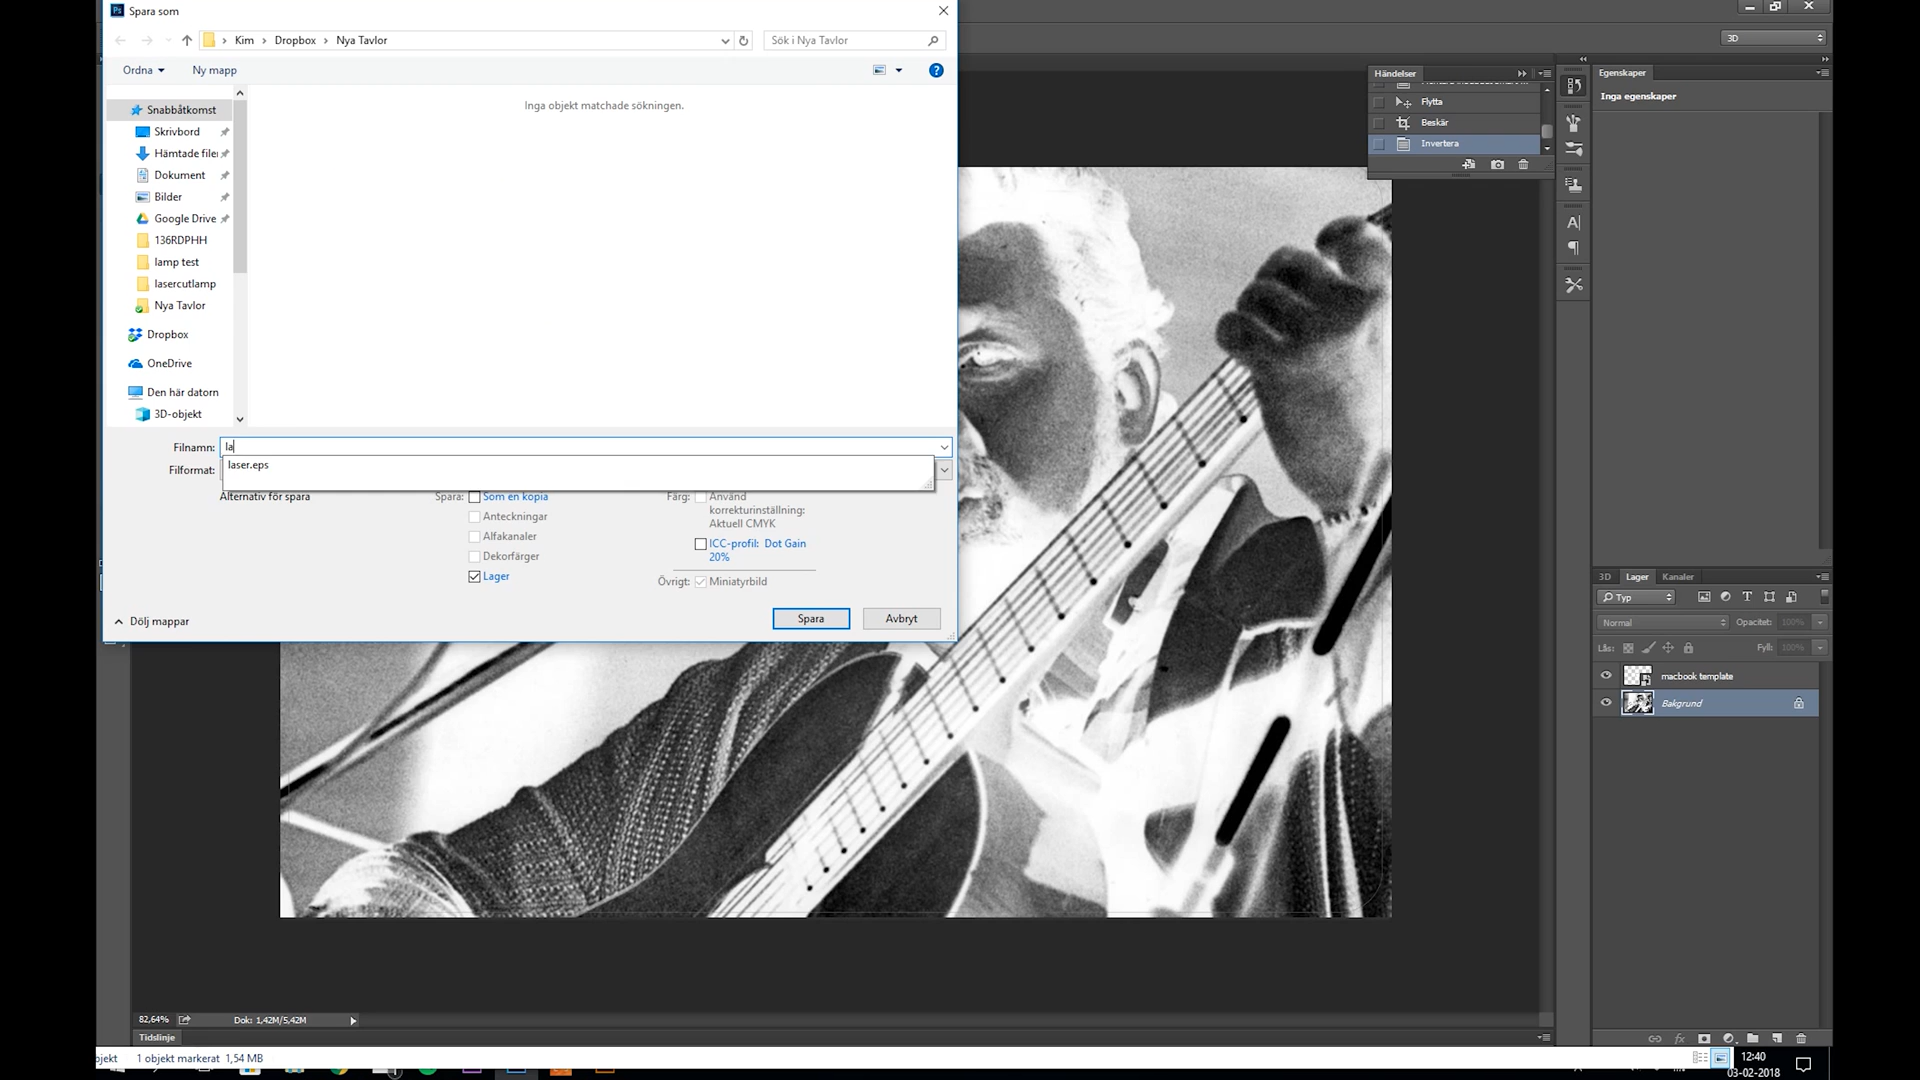 Spara som
Kim
Dropbox
Nya Tavlor
Sök i Nya Tavlor
Ordna
Ny mapp
Snabbåtkomst
Skrivbord
Hämtade filer
Dokument
Bilder
Google Drive
136RDPHH
lamp test
lasercutlamp
Nya Tavlor
Dropbox
OneDrive
Den här datorn
3D-objekt
Inga objekt matchade sökningen.
Filnamn:
la
laser.eps
Filformat:
Alternativ för spara
Spara:
Som en kopia
Anteckningar
Alfakanaler
Dekorfärger
Lager
Färg:
Använd
korrekturinställning:
Aktuell CMYK
ICC-profil: Dot Gain
20%
Övrigt:
Miniatyrbild
Dölj mappar
Spara
Avbryt
3D
Händelser
Flytta
Beskär
Invertera
Egenskaper
Inga egenskaper
3D
Lager
Kanaler
Typ
Normal
Opacitet:
100%
Lås:
Fyll:
100%
macbook template
Bakgrund
82,64%
Dok: 1,42M/5,42M
Tidslinje
1 objekt markerat 1,54 MB
12:40
03-02-2018